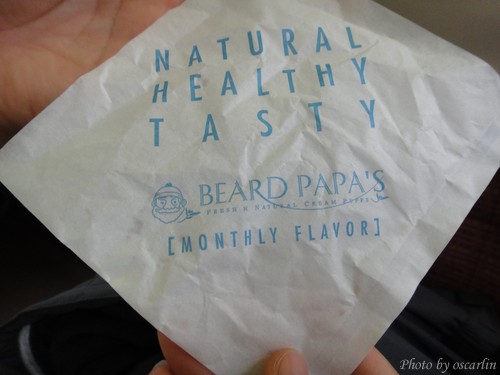 NATURAL
HEALTHY
TASTY
BEARD PAPA'S
FRESH'N NATURAL CREAM PUFFS
[MONTHLY FLAVOR]
Photo by oscarlin